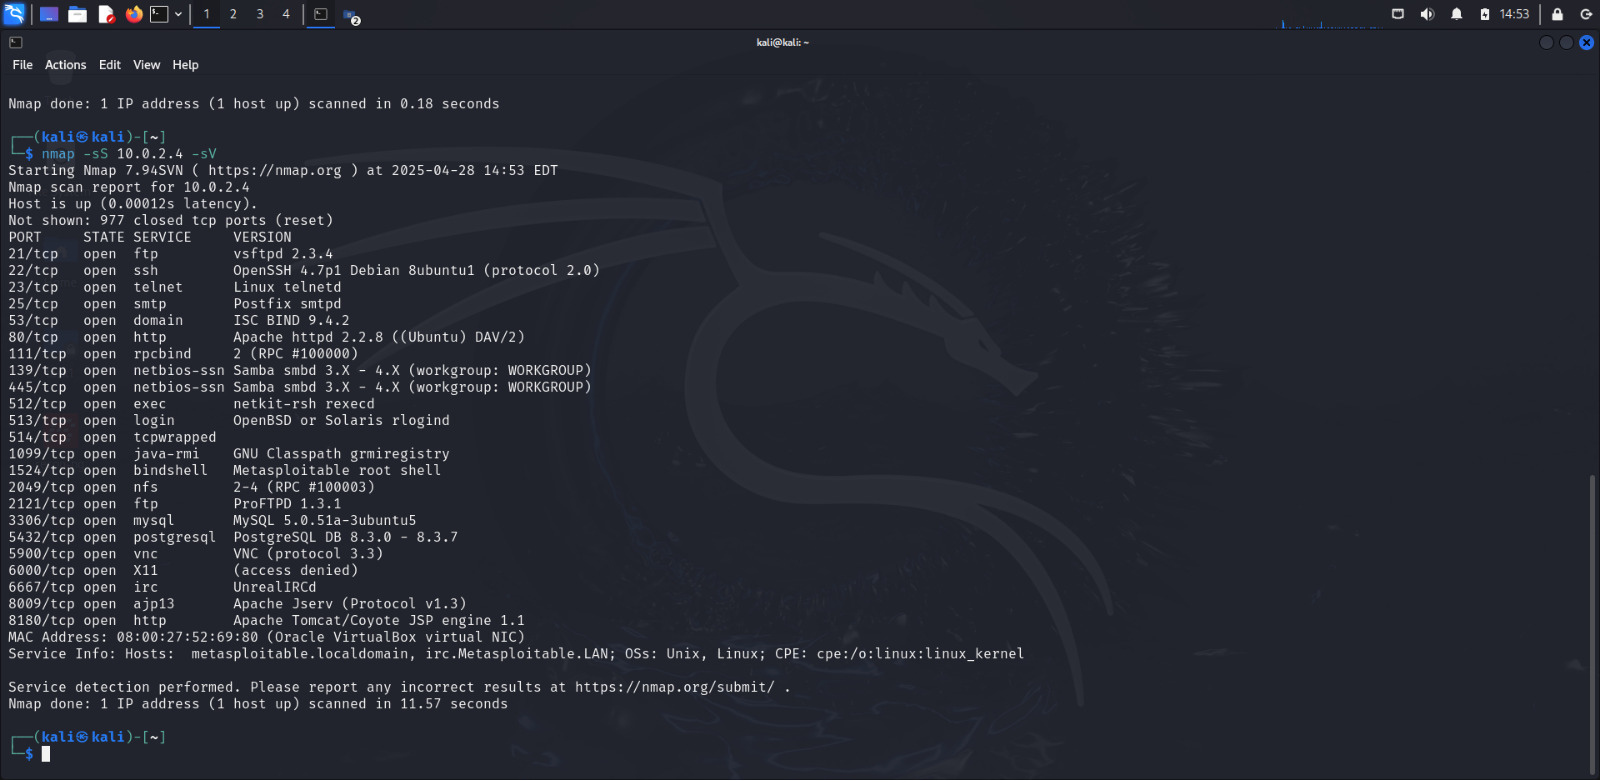 1 2 3 4 2 14:53
kali@kali: ~
File Actions Edit View Help
Nmap done: 1 IP address (1 host up) scanned in 0.18 seconds
┌──(kali㉿kali)-[~]
└─$ nmap -sS 10.0.2.4 -sV
Starting Nmap 7.94SVN ( https://nmap.org ) at 2025-04-28 14:53 EDT
Nmap scan report for 10.0.2.4
Host is up (0.00012s latency).
Not shown: 977 closed tcp ports (reset)
PORT     STATE SERVICE     VERSION
21/tcp   open  ftp         vsftpd 2.3.4
22/tcp   open  ssh         OpenSSH 4.7p1 Debian 8ubuntu1 (protocol 2.0)
23/tcp   open  telnet      Linux telnetd
25/tcp   open  smtp        Postfix smtpd
53/tcp   open  domain      ISC BIND 9.4.2
80/tcp   open  http        Apache httpd 2.2.8 ((Ubuntu) DAV/2)
111/tcp  open  rpcbind     2 (RPC #100000)
139/tcp  open  netbios-ssn Samba smbd 3.X - 4.X (workgroup: WORKGROUP)
445/tcp  open  netbios-ssn Samba smbd 3.X - 4.X (workgroup: WORKGROUP)
512/tcp  open  exec        netkit-rsh rexecd
513/tcp  open  login       OpenBSD or Solaris rlogind
514/tcp  open  tcpwrapped
1099/tcp open  java-rmi    GNU Classpath grmiregistry
1524/tcp open  bindshell   Metasploitable root shell
2049/tcp open  nfs         2-4 (RPC #100003)
2121/tcp open  ftp         ProFTPD 1.3.1
3306/tcp open  mysql       MySQL 5.0.51a-3ubuntu5
5432/tcp open  postgresql  PostgreSQL DB 8.3.0 - 8.3.7
5900/tcp open  vnc         VNC (protocol 3.3)
6000/tcp open  X11         (access denied)
6667/tcp open  irc         UnrealIRCd
8009/tcp open  ajp13       Apache Jserv (Protocol v1.3)
8180/tcp open  http        Apache Tomcat/Coyote JSP engine 1.1
MAC Address: 08:00:27:52:69:80 (Oracle VirtualBox virtual NIC)
Service Info: Hosts:  metasploitable.localdomain, irc.Metasploitable.LAN; OSs: Unix, Linux; CPE: cpe:/o:linux:linux_kernel
Service detection performed. Please report any incorrect results at https://nmap.org/submit/ .
Nmap done: 1 IP address (1 host up) scanned in 11.57 seconds
┌──(kali㉿kali)-[~]
└─$